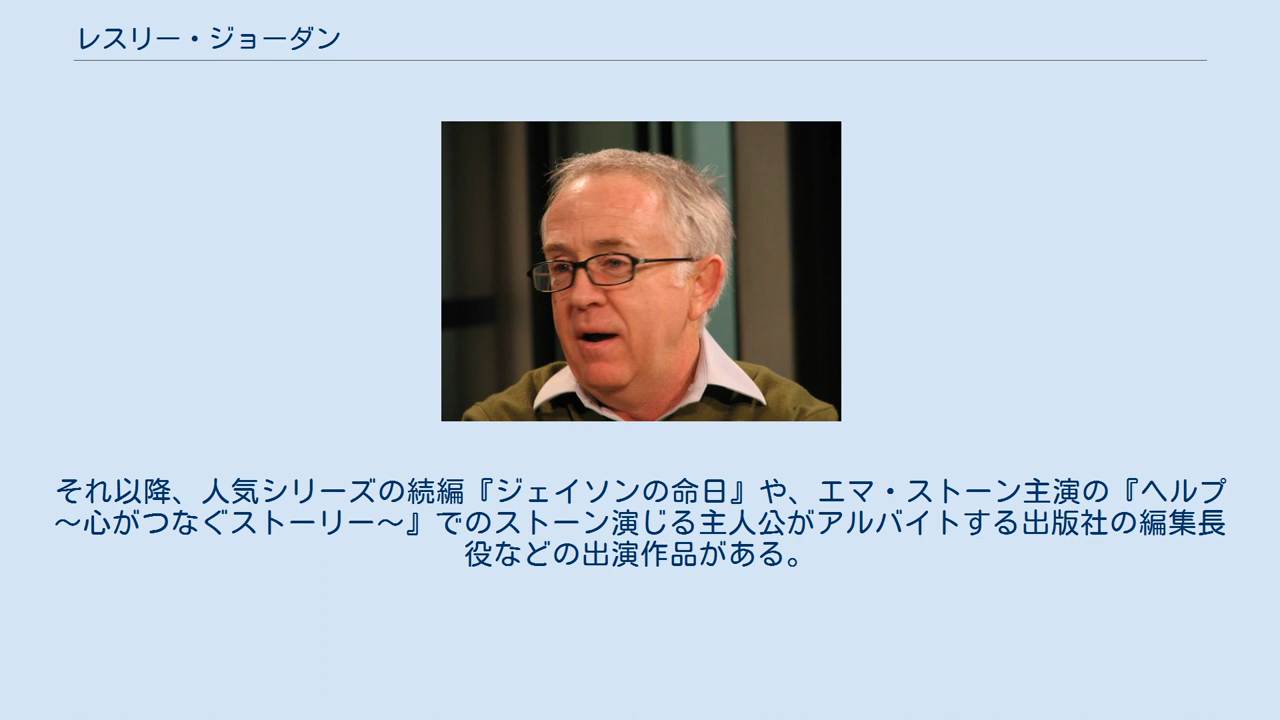 レスリー・ジョーダン
それ以降、人気シリーズの続編『ジェイソンの命日』や、エマ・ストーン主演の『ヘルプ
～心がつなぐストーリー～』でのストーン演じる主人公がアルバイトする出版社の編集長
役などの出演作品がある。